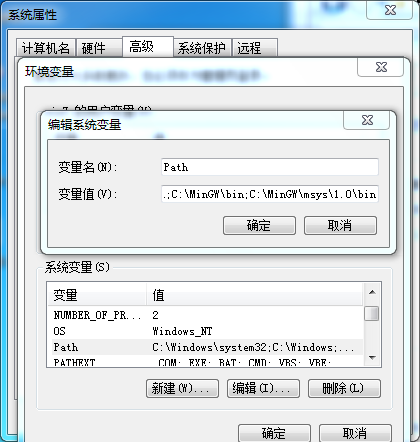 系统属性
计算机名 硬件 高级 系统保护 远程
环境变量
的用户变量(U)
编辑系统变量
变量名(N): Path
变量值(V): .;C:\MinGW\bin;C:\MinGW\msys\1.0\bin
确定 取消
系统变量(S)
变量 值
NUMBER_OF_PR... 2
OS Windows_NT
Path C:\Windows\system32;C:\Windows;...
PATHEXT .COM;.EXE;.BAT;.CMD;.VBS;.VBE;
新建(W)... 编辑(I)... 删除(L)
确定 取消